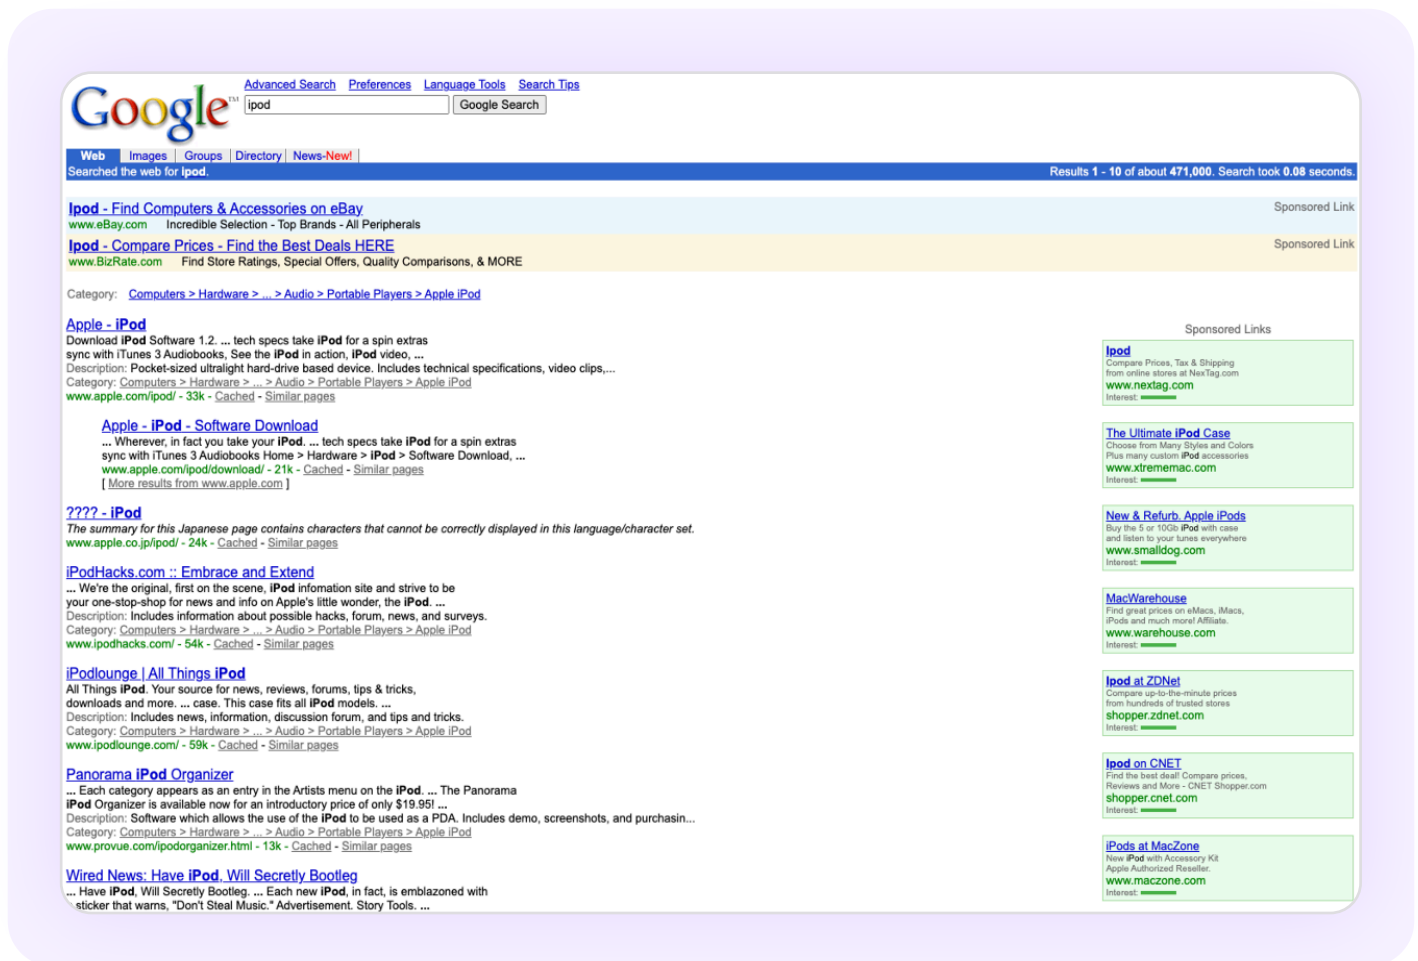 Google™
Advanced Search Preferences Language Tools Search Tips
ipod Google Search
Web Images Groups Directory News-New!
Searched the web for ipod. Results 1 - 10 of about 471,000. Search took 0.08 seconds.
Ipod - Find Computers & Accessories on eBay Sponsored Link
www.eBay.com Incredible Selection - Top Brands - All Peripherals
Ipod - Compare Prices - Find the Best Deals HERE Sponsored Link
www.BizRate.com Find Store Ratings, Special Offers, Quality Comparisons, & MORE
Category: Computers > Hardware > ... > Audio > Portable Players > Apple iPod
Apple - iPod
Download iPod Software 1.2. ... tech specs take iPod for a spin extras
sync with iTunes 3 Audiobooks, See the iPod in action, iPod video, ...
Description: Pocket-sized ultralight hard-drive based device. Includes technical specifications, video clips,...
Category: Computers > Hardware > ... > Audio > Portable Players > Apple iPod
www.apple.com/ipod/ - 33k - Cached - Similar pages
Apple - iPod - Software Download
... Wherever, in fact you take your iPod. ... tech specs take iPod for a spin extras
sync with iTunes 3 Audiobooks Home > Hardware > iPod > Software Download, ...
www.apple.com/ipod/download/ - 21k - Cached - Similar pages
[ More results from www.apple.com ]
???? - iPod
The summary for this Japanese page contains characters that cannot be correctly displayed in this language/character set.
www.apple.co.jp/ipod/ - 24k - Cached - Similar pages
iPodHacks.com :: Embrace and Extend
... We're the original, first on the scene, iPod infomation site and strive to be
your one-stop-shop for news and info on Apple's little wonder, the iPod. ...
Description: Includes information about possible hacks, forum, news, and surveys.
Category: Computers > Hardware > ... > Audio > Portable Players > Apple iPod
www.ipodhacks.com/ - 54k - Cached - Similar pages
iPodlounge | All Things iPod
All Things iPod. Your source for news, reviews, forums, tips & tricks,
downloads and more. ... case. This case fits all iPod models. ...
Description: Includes news, information, discussion forum, and tips and tricks.
Category: Computers > Hardware > ... > Audio > Portable Players > Apple iPod
www.ipodlounge.com/ - 59k - Cached - Similar pages
Panorama iPod Organizer
... Each category appears as an entry in the Artists menu on the iPod. ... The Panorama
iPod Organizer is available now for an introductory price of only $19.95! ...
Description: Software which allows the use of the iPod to be used as a PDA. Includes demo, screenshots, and purchasin...
Category: Computers > Hardware > ... > Audio > Portable Players > Apple iPod
www.provue.com/ipodorganizer.html - 13k - Cached - Similar pages
Wired News: Have iPod, Will Secretly Bootleg
... Have iPod, Will Secretly Bootleg. ... Each new iPod, in fact, is emblazoned with
sticker that warns, "Don't Steal Music." Advertisement. Story Tools. ...
Sponsored Links
Ipod
Compare Prices, Tax & Shipping
from online stores at NexTag.com
www.nextag.com
Interest:
The Ultimate iPod Case
Choose from Many Styles and Colors
Plus many custom iPod accessories
www.xtrememac.com
Interest:
New & Refurb. Apple iPods
Buy the 5 or 10Gb iPod with case
and listen to your tunes everywhere
www.smalldog.com
Interest:
MacWarehouse
Find great prices on eMacs, iMacs,
iPods and much more! Affiliate.
www.warehouse.com
Interest:
Ipod at ZDNet
Compare up-to-the-minute prices
from hundreds of trusted stores
shopper.zdnet.com
Interest:
Ipod on CNET
Find the best deal! Compare prices,
Reviews and More - CNET Shopper.com
shopper.cnet.com
Interest:
iPods at MacZone
New iPod with Accessory Kit
Apple Authorized Reseller.
www.maczone.com
Interest: